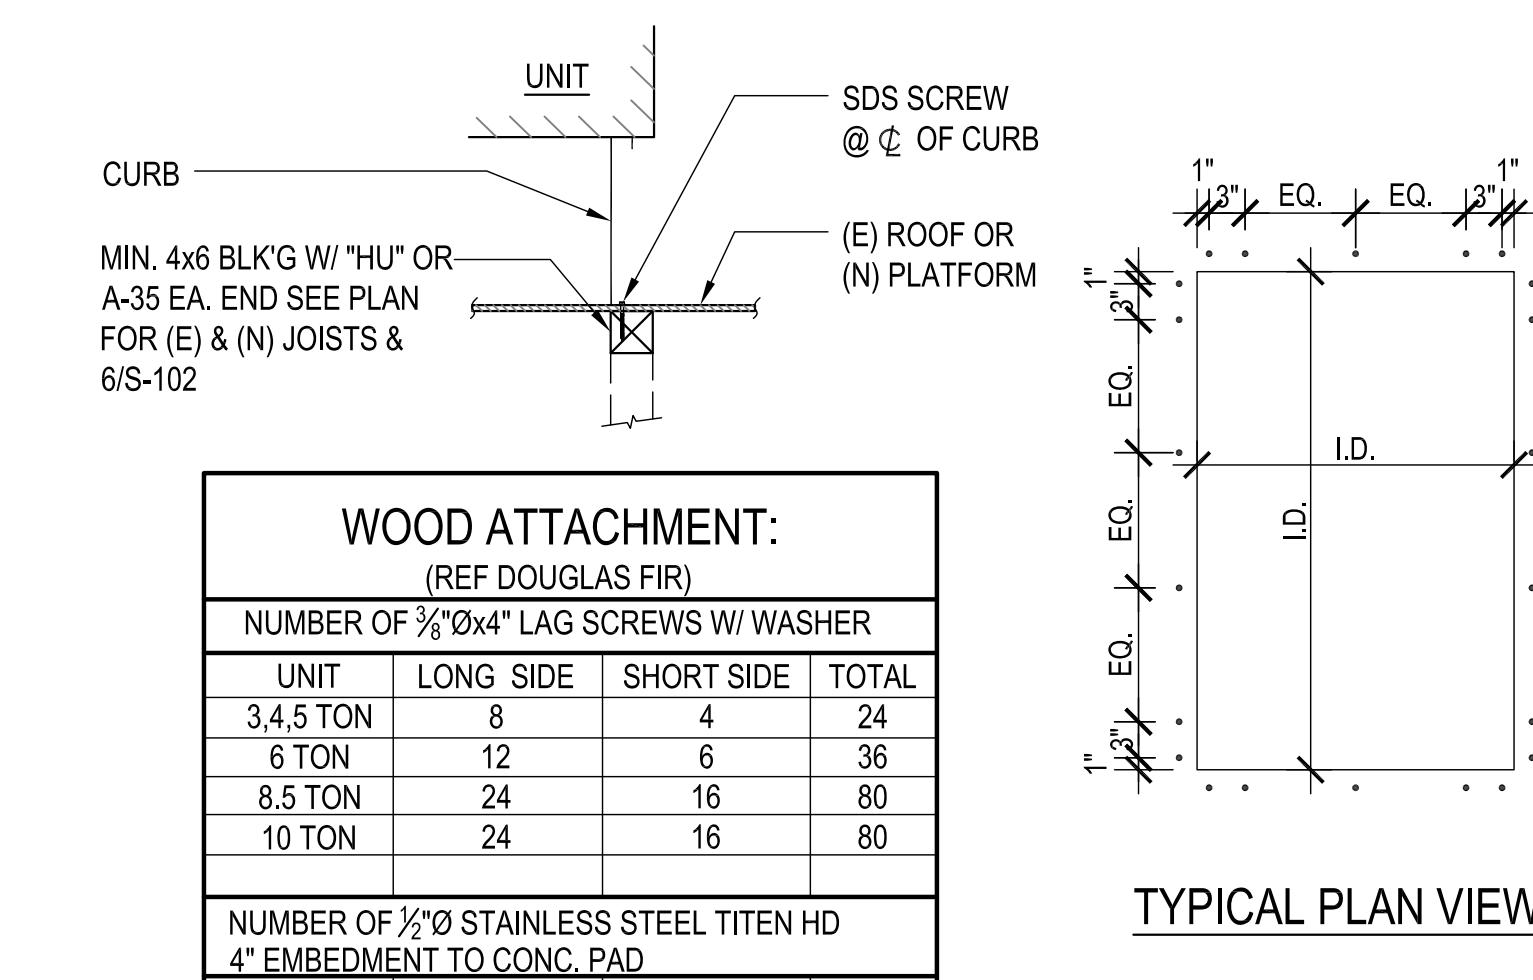 UNIT
SDS SCREW
@ ℄ OF CURB
CURB
(E) ROOF OR
(N) PLATFORM
MIN. 4x6 BLK'G W/ "HU" OR
A-35 EA. END SEE PLAN
FOR (E) & (N) JOISTS &
6/S-102
WOOD ATTACHMENT:
(REF DOUGLAS FIR)
NUMBER OF 3/8"Øx4" LAG SCREWS W/ WASHER
UNIT LONG SIDE SHORT SIDE TOTAL
3,4,5 TON 8 4 24
6 TON 12 6 36
8.5 TON 24 16 80
10 TON 24 16 80
NUMBER OF 1/2"Ø STAINLESS STEEL TITEN HD
4" EMBEDMENT TO CONC. PAD
1" 1"
3" EQ. EQ. 3"
1"
3"
EQ.
EQ.
EQ.
3"
1"
I.D.
I.D.
TYPICAL PLAN VIEW